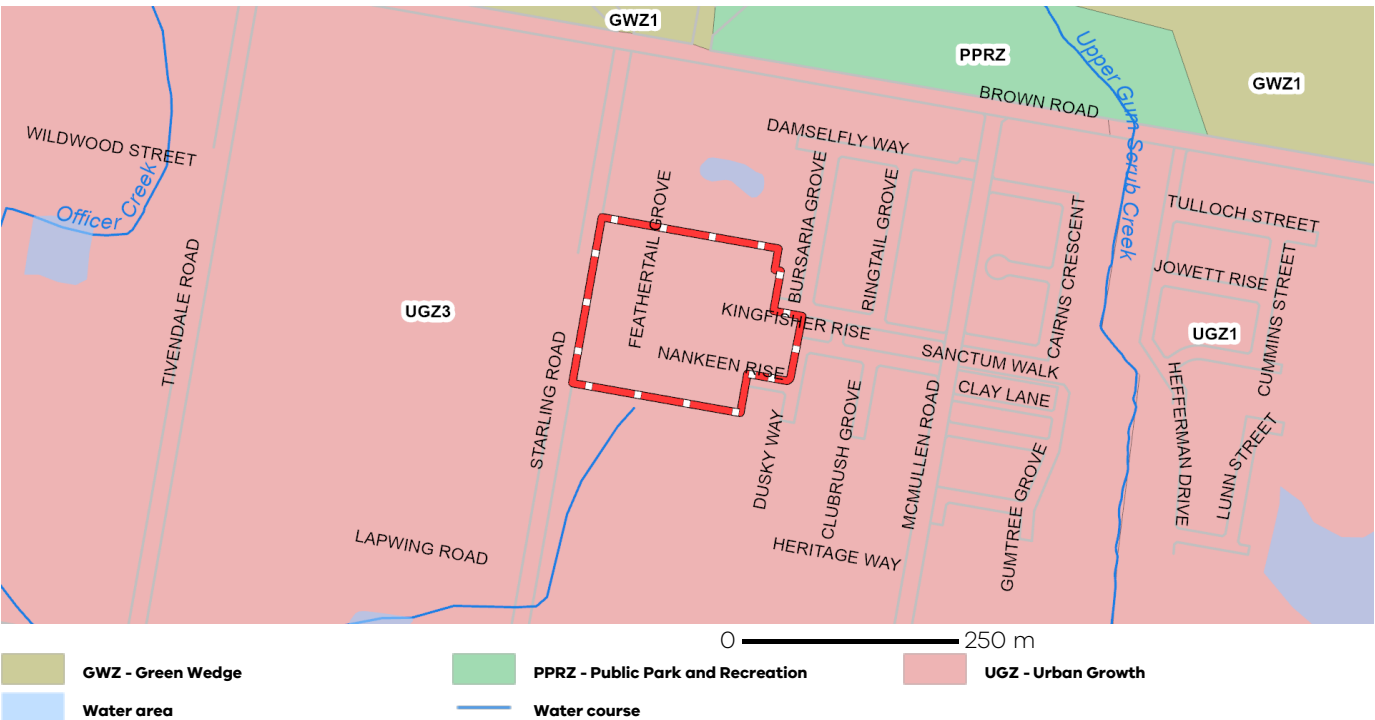 GWZ1
PPRZ
GWZ1
Upper Gum Scrub Creek
BROWN ROAD
DAMSELFLY WAY
WILDWOOD STREET
Officer Creek
TIVENDALE ROAD
FEATHERTAIL GROVE
BURSARIA GROVE
RINGTAIL GROVE
CAIRNS CRESCENT
TULLOCH STREET
JOWETT RISE
CUMMINS STREET
UGZ3
UGZ1
KINGFISHER RISE
NANKEEN RISE
SANCTUM WALK
CLAY LANE
STARLING ROAD
DUSKY WAY
CLUBRUSH GROVE
MCMULLEN ROAD
GUMTREE GROVE
HEFFERMAN DRIVE
LUNN STREET
LAPWING ROAD
HERITAGE WAY
0 250 m
GWZ - Green Wedge
PPRZ - Public Park and Recreation
UGZ - Urban Growth
Water area
Water course